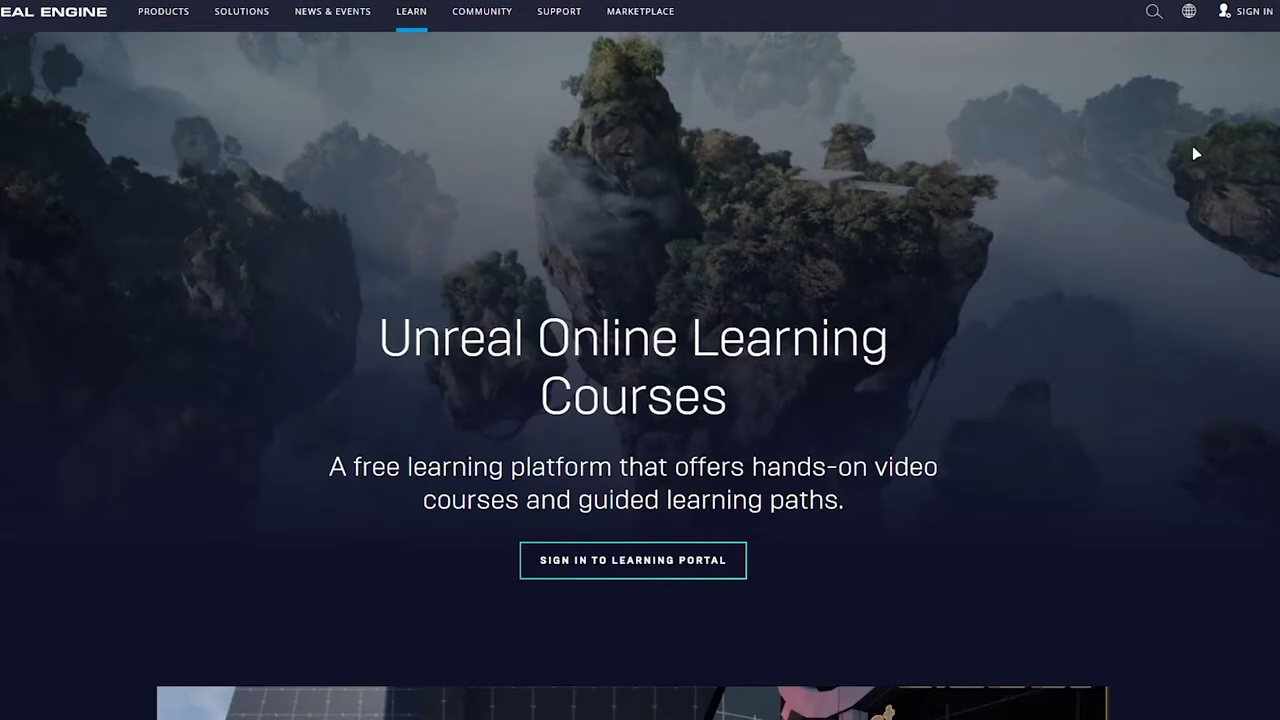 EAL ENGINE PRODUCTS SOLUTIONS NEWS & EVENTS LEARN COMMUNITY SUPPORT MARKETPLACE SIGN IN
Unreal Online Learning
Courses
A free learning platform that offers hands-on video
courses and guided learning paths.
SIGN IN TO LEARNING PORTAL